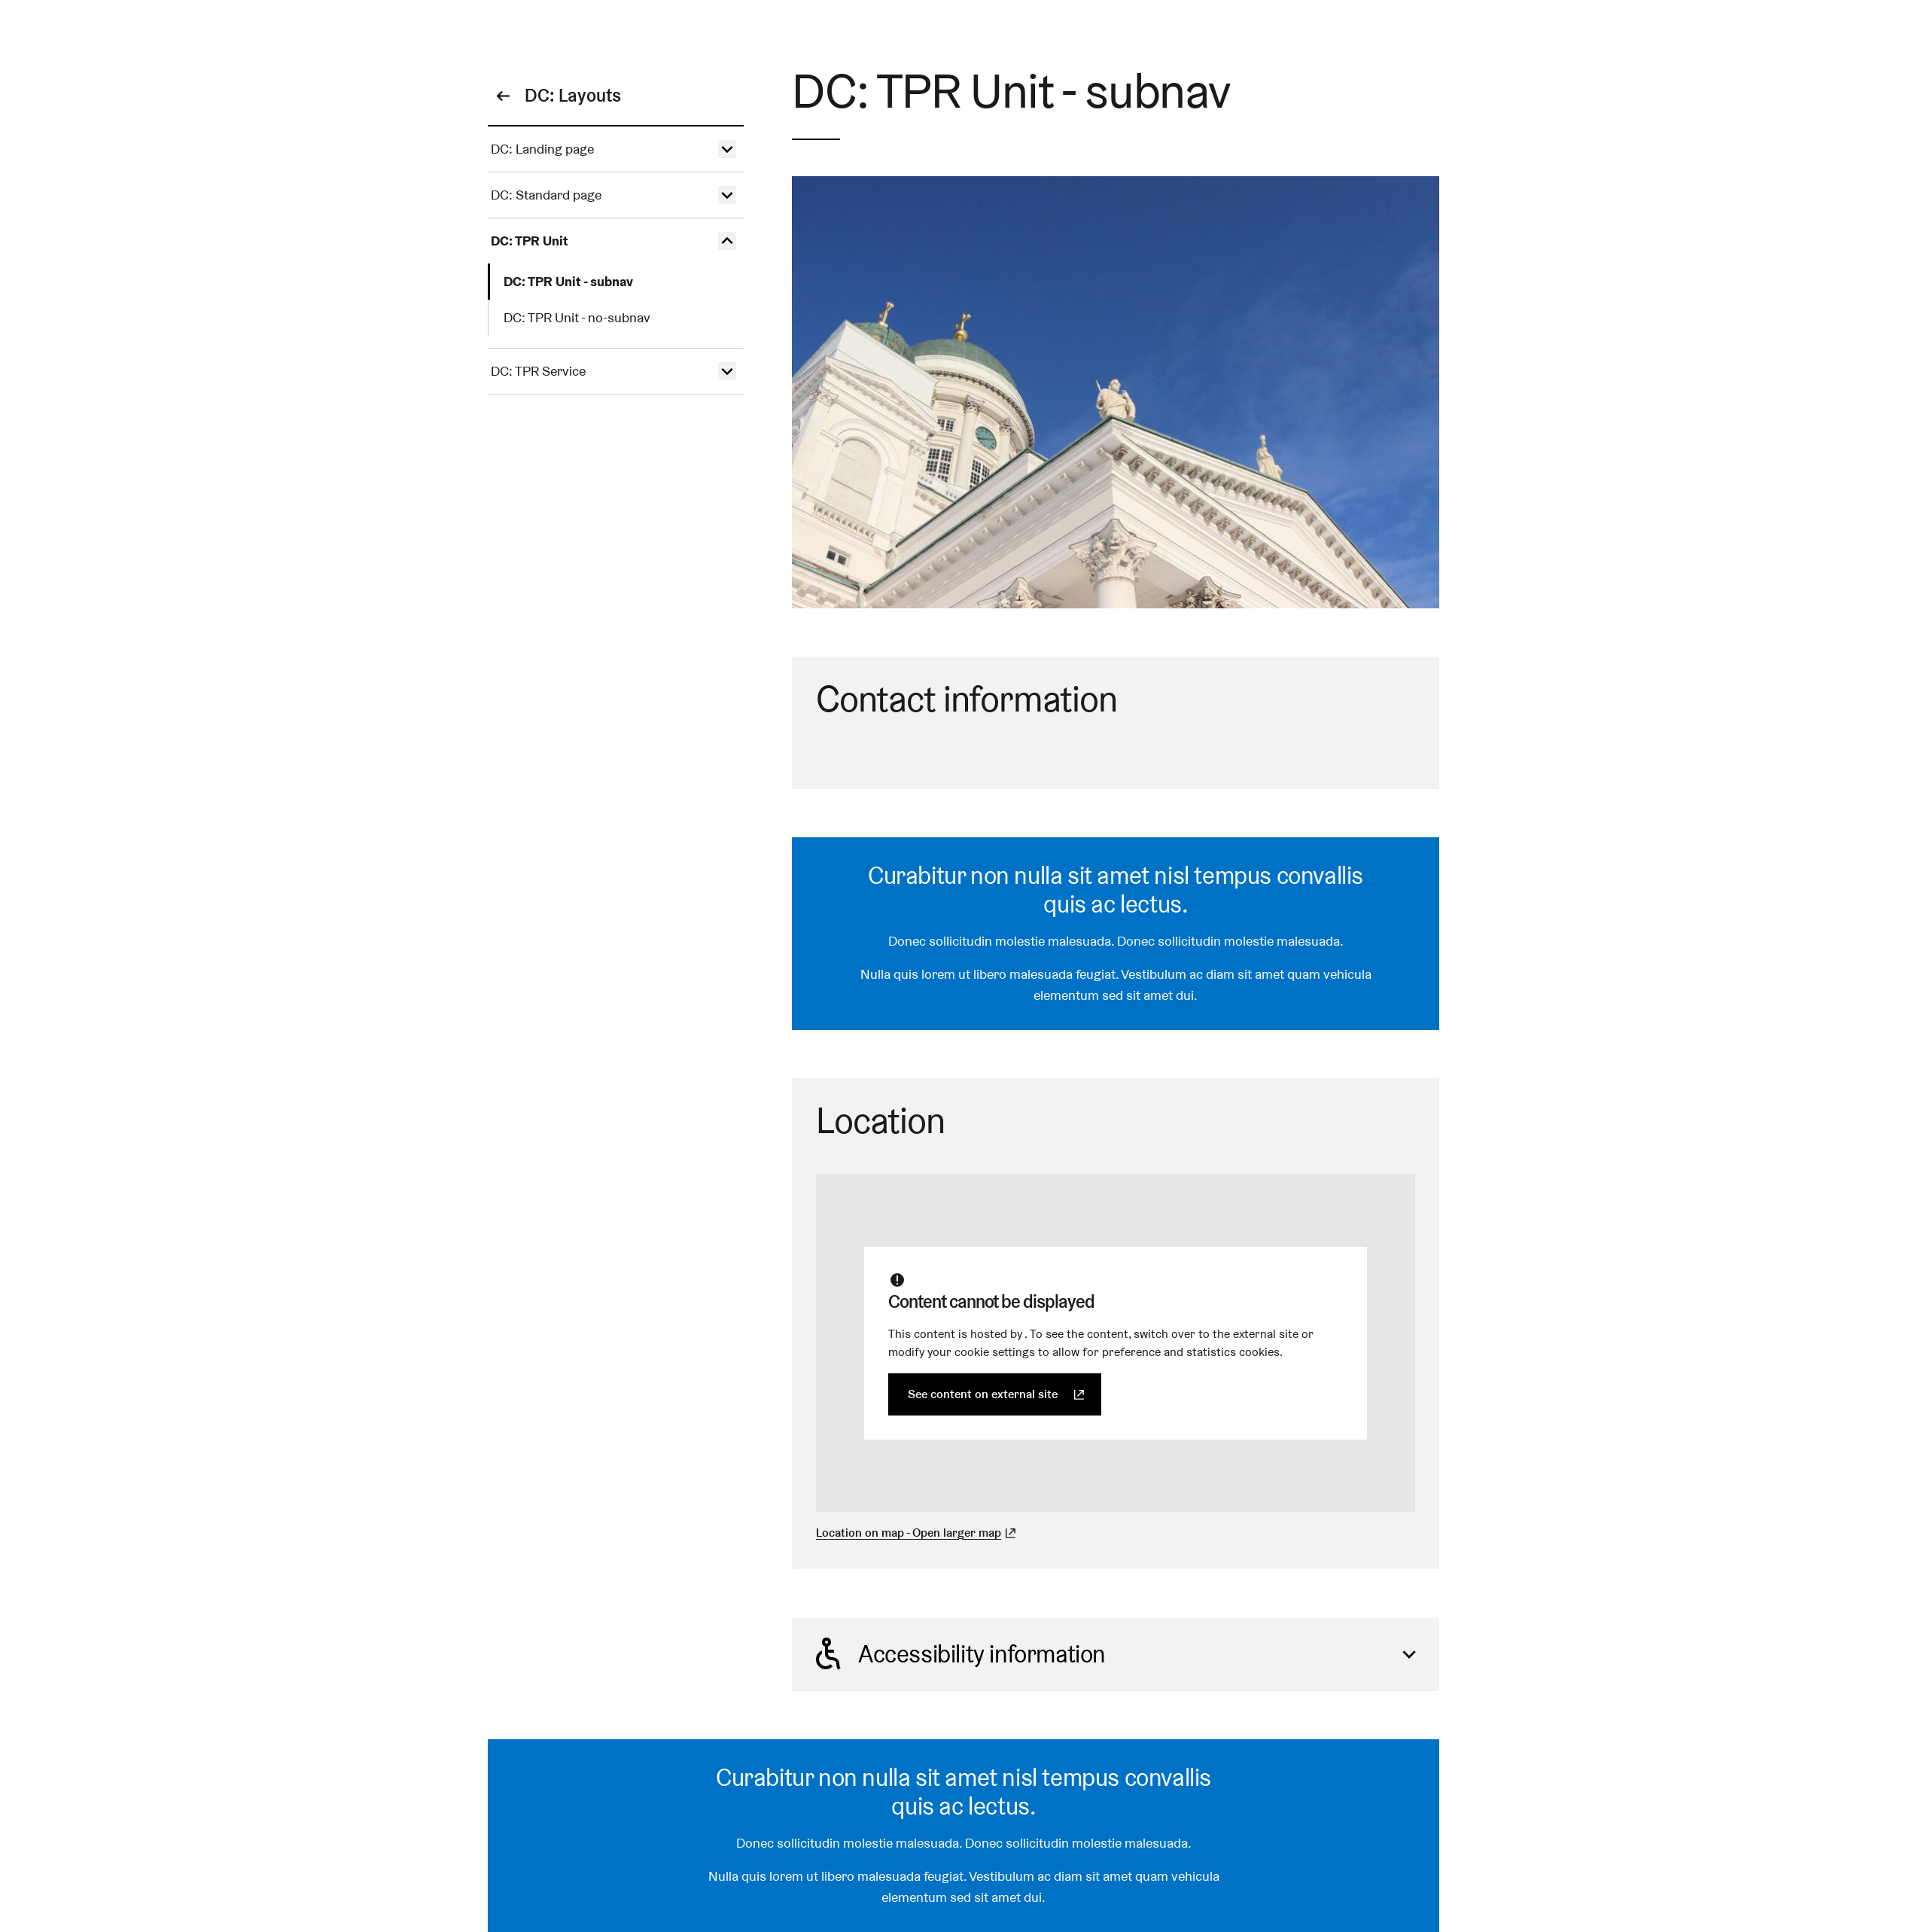 DC: Layouts
DC: Landing page
DC: Standard page
DC: TPR Unit
DC: TPR Unit - subnav
DC: TPR Unit - no-subnav
DC: TPR Service
DC: TPR Unit - subnav
Contact information
Curabitur non nulla sit amet nisl tempus convallis
quis ac lectus.
Donec sollicitudin molestie malesuada. Donec sollicitudin molestie malesuada.
Nulla quis lorem ut libero malesuada feugiat. Vestibulum ac diam sit amet quam vehicula
elementum sed sit amet dui.
Location
Content cannot be displayed
This content is hosted by . To see the content, switch over to the external site or
modify your cookie settings to allow for preference and statistics cookies.
See content on external site
Location on map - Open larger map
Accessibility information
Curabitur non nulla sit amet nisl tempus convallis
quis ac lectus.
Donec sollicitudin molestie malesuada. Donec sollicitudin molestie malesuada.
Nulla quis lorem ut libero malesuada feugiat. Vestibulum ac diam sit amet quam vehicula
elementum sed sit amet dui.